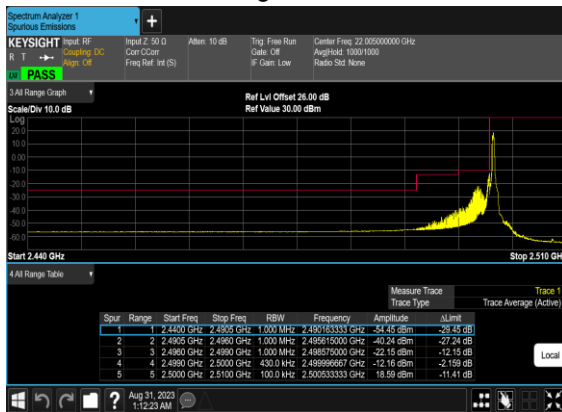 Spectrum Analyzer 1
Spurious Emissions
KEYSIGHT Input: RF Input Z: 50 Ω Atten: 10 dB Trig: Free Run Center Freq: 22.005000000 GHz
R T Coupling: DC Corr CCorr Gate: Off Avg|Hold: 1000/1000
Align: Off Freq Ref: Int (S) IF Gain: Low Radio Std: None
PASS
3 All Range Graph
Ref Lvl Offset 26.00 dB
Scale/Div 10.0 dB Ref Value 30.00 dBm
Log
20.0
10.0
0.00
-10.0
-20.0
-30.0
-40.0
-50.0
-60.0
Start 2.440 GHz Stop 2.510 GH
4 All Range Table
Measure Trace Trace 1
Trace Type Trace Average (Active)
Spur Range Start Freq Stop Freq RBW Frequency Amplitude ΔLimit
1 1 2.4400 GHz 2.4905 GHz 1.000 MHz 2.490163333 GHz -54.45 dBm -29.45 dB
2 2 2.4905 GHz 2.4960 GHz 1.000 MHz 2.495615000 GHz -40.24 dBm -27.24 dB
3 3 2.4960 GHz 2.4990 GHz 1.000 MHz 2.498575000 GHz -22.15 dBm -12.15 dB
4 4 2.4990 GHz 2.5000 GHz 430.0 kHz 2.499996667 GHz -12.16 dBm -2.159 dB
5 5 2.5000 GHz 2.5100 GHz 100.0 kHz 2.500533333 GHz 18.59 dBm -11.41 dB
Local
? Aug 31, 2023
1:12:23 AM